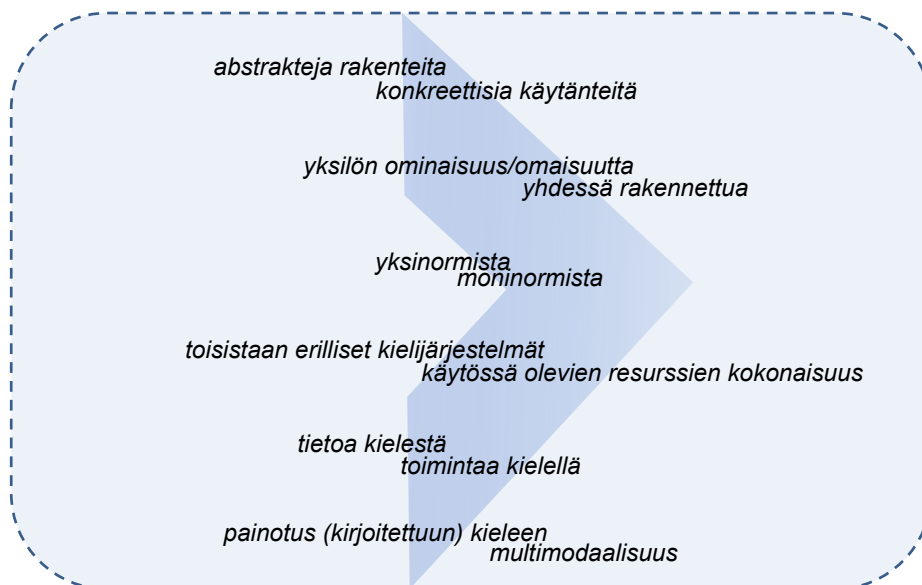 abstrakteja rakenteita
konkreettisia käytänteitä
yksilön ominaisuus/omaisuutta
yhdessä rakennettua
yksinormista
moninormista
toisistaan erilliset kielijärjestelmät
käytössä olevien resurssien kokonaisuus
tietoa kielestä
toimintaa kielellä
painotus (kirjoitettuun) kieleen
multimodaalisuus